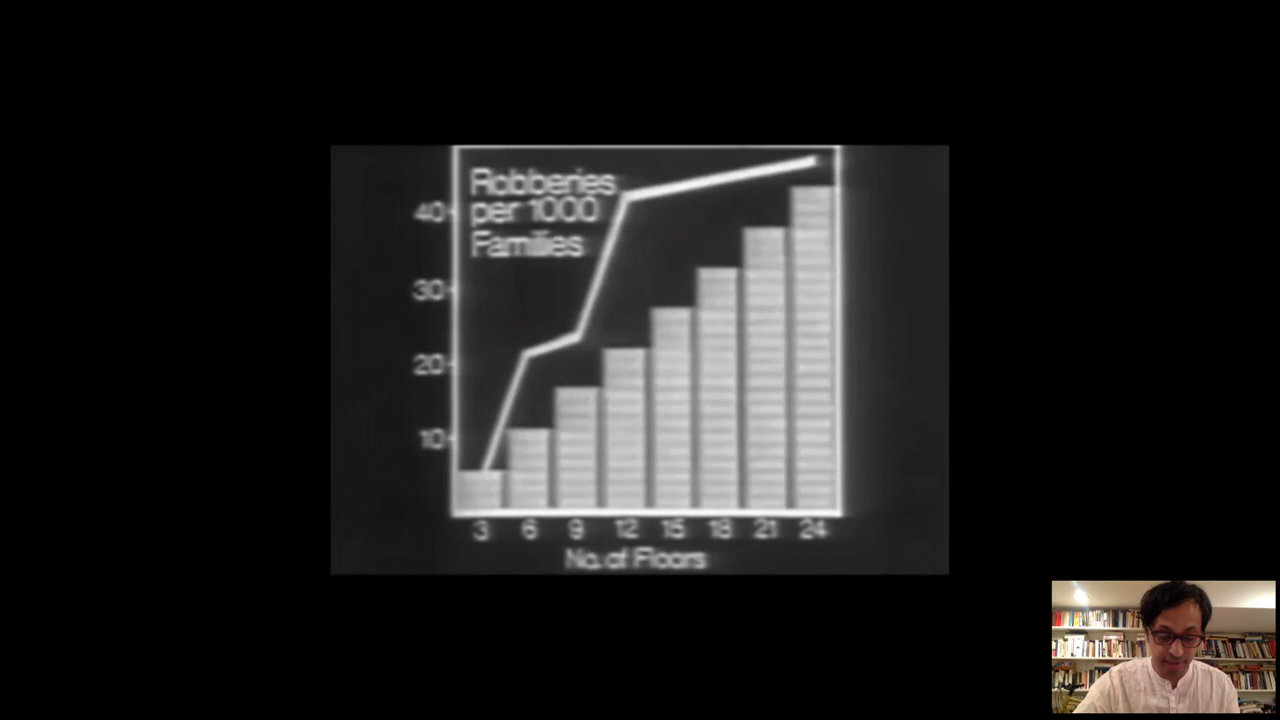 Robberies
per 1000
Families
40
30
20
10
3 6 9 12 15 18 21 24
No. of Floors